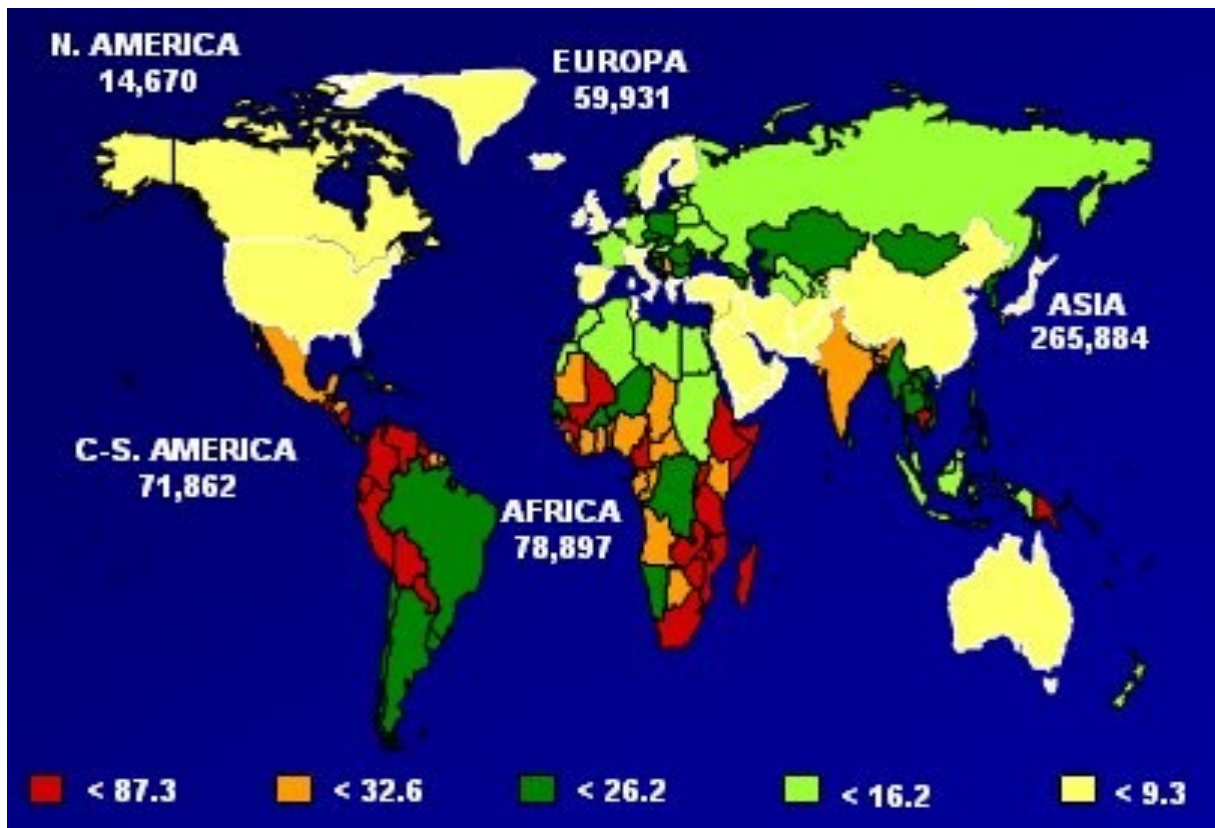 N. AMERICA
14,670
EUROPA
59,931
ASIA
265,884
C-S. AMERICA
71,862
AFRICA
78,897
< 87.3
< 32.6
< 26.2
< 16.2
< 9.3